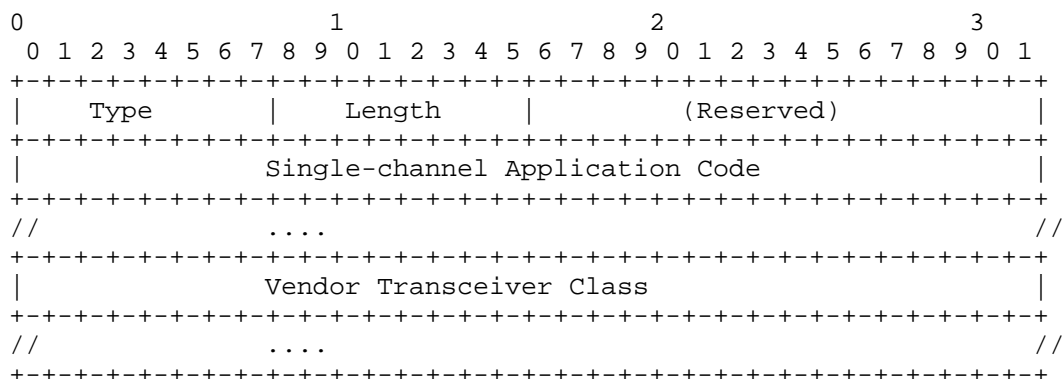 0                   1                   2                   3
 0 1 2 3 4 5 6 7 8 9 0 1 2 3 4 5 6 7 8 9 0 1 2 3 4 5 6 7 8 9 0 1
+-+-+-+-+-+-+-+-+-+-+-+-+-+-+-+-+-+-+-+-+-+-+-+-+-+-+-+-+-+-+-+-+
|    Type       |    Length     |         (Reserved)            |
+-+-+-+-+-+-+-+-+-+-+-+-+-+-+-+-+-+-+-+-+-+-+-+-+-+-+-+-+-+-+-+-+
|               Single-channel Application Code                 |
+-+-+-+-+-+-+-+-+-+-+-+-+-+-+-+-+-+-+-+-+-+-+-+-+-+-+-+-+-+-+-+-+
//              ....                                            //
+-+-+-+-+-+-+-+-+-+-+-+-+-+-+-+-+-+-+-+-+-+-+-+-+-+-+-+-+-+-+-+-+
|               Vendor Transceiver Class                        |
+-+-+-+-+-+-+-+-+-+-+-+-+-+-+-+-+-+-+-+-+-+-+-+-+-+-+-+-+-+-+-+-+
//              ....                                            //
+-+-+-+-+-+-+-+-+-+-+-+-+-+-+-+-+-+-+-+-+-+-+-+-+-+-+-+-+-+-+-+-+